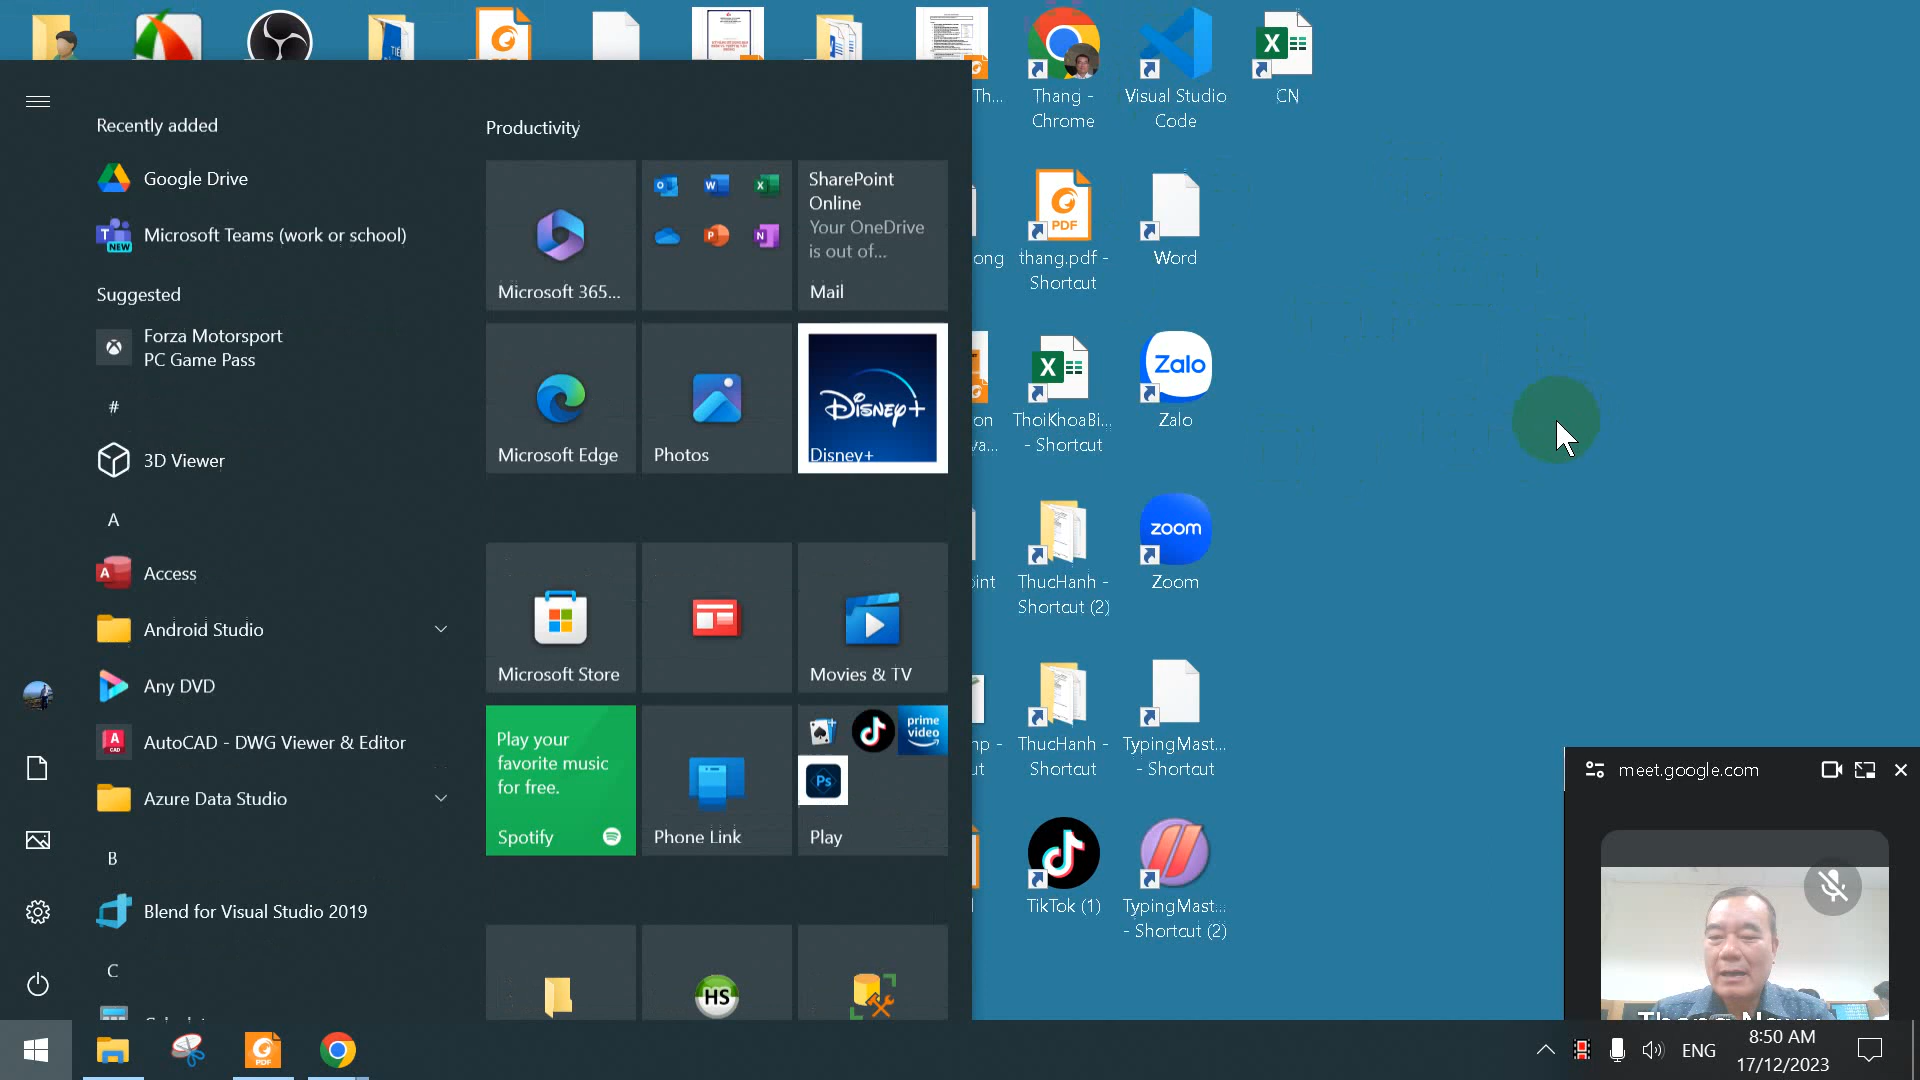 Recently added
Google Drive
Microsoft Teams (work or school)
Suggested
Forza Motorsport
PC Game Pass
#
3D Viewer
A
Access
Android Studio
Any DVD
AutoCAD - DWG Viewer & Editor
Azure Data Studio
B
Blend for Visual Studio 2019
C
Productivity
Microsoft 365...
SharePoint
Online
Your OneDrive
is out of...
Mail
Microsoft Edge
Photos
Disney+
Disney+
Microsoft Store
Movies & TV
Play your
favorite music
for free.
Spotify
Phone Link
prime
video
Ps
Play
HS
Th...
Thang -
Chrome
Visual Studio
Code
CN
ong
PDF
thang.pdf -
Shortcut
Word
on
va...
ThoiKhoaBi...
- Shortcut
Zalo
Zalo
ThucHanh -
Shortcut (2)
zoom
Zoom
ThucHanh -
Shortcut
TypingMast...
- Shortcut
TikTok (1)
TypingMast...
- Shortcut (2)
meet.google.com
PDF
ENG
8:50 AM
17/12/2023